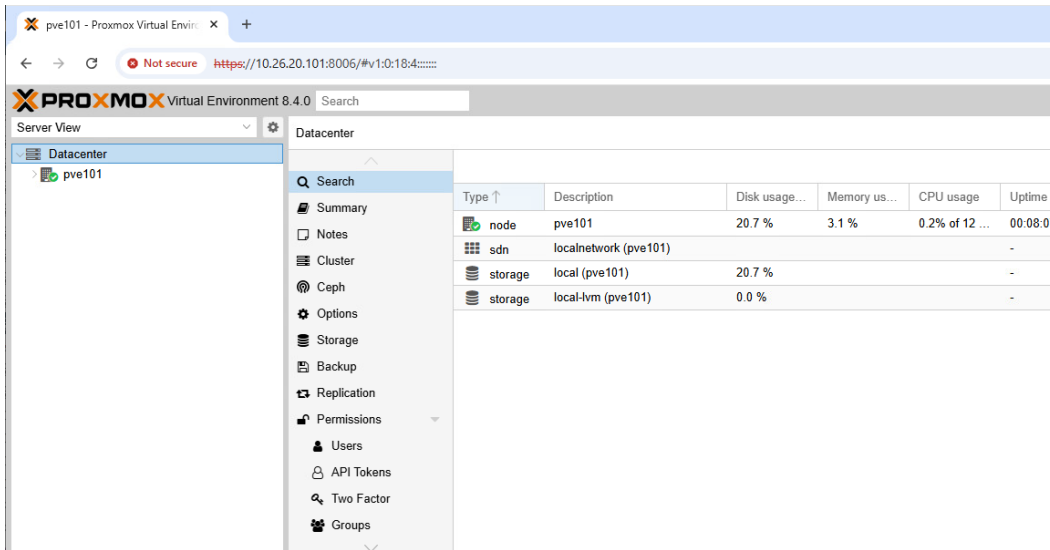 pve101 - Proxmox Virtual Enviro
Not secure https://10.26.20.101:8006/#v1:0:18:4:::::::
PROXMOX Virtual Environment 8.4.0 Search
Server View
Datacenter
pve101
Datacenter
Search
Summary
Notes
Cluster
Ceph
Options
Storage
Backup
Replication
Permissions
Users
API Tokens
Two Factor
Groups
Type Description Disk usage... Memory us... CPU usage Uptime
node pve101 20.7 % 3.1 % 0.2% of 12 ... 00:08:0
sdn localnetwork (pve101) -
storage local (pve101) 20.7 % -
storage local-lvm (pve101) 0.0 % -